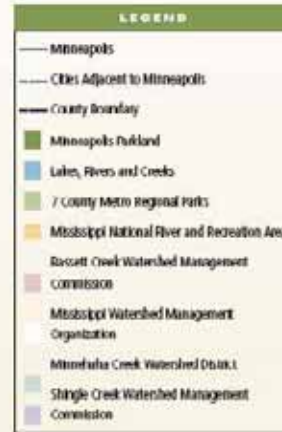 LEGEND
Minneapolis
Cities Adjacent to Minneapolis
County Boundary
Minneapolis Parkland
Lakes, Rivers and Creeks
7 County Metro Regional Parks
Mississippi National River and Recreation Area
Bassett Creek Watershed Management
Commission
Mississippi Watershed Management
Organization
Minnehaha Creek Watershed District
Shingle Creek Watershed Management
Commission